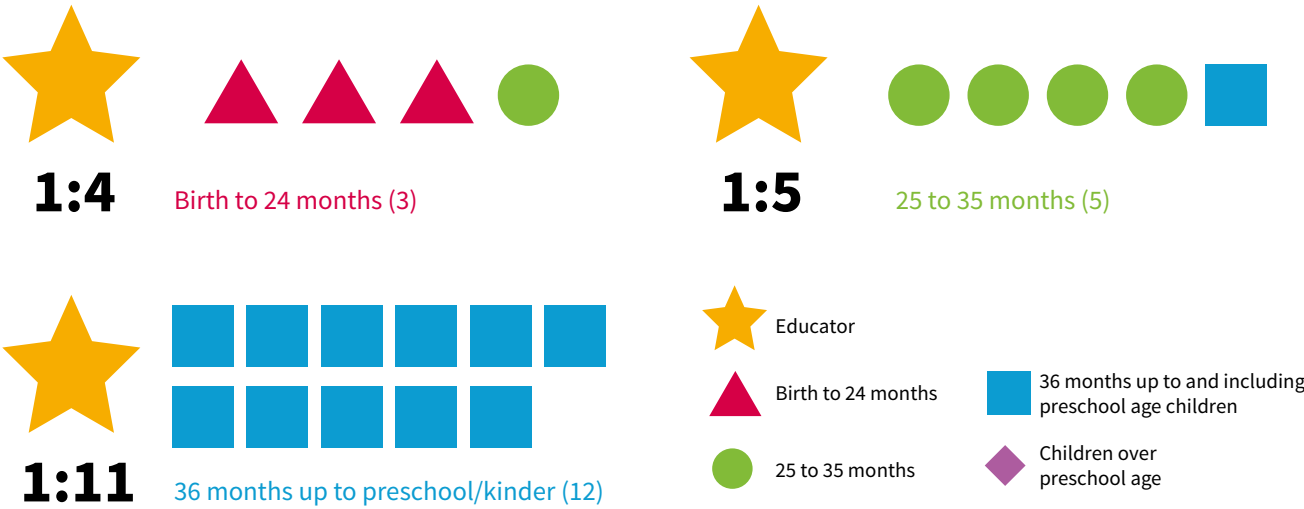 1:4
Birth to 24 months (3)
1:5
25 to 35 months (5)
1:11
36 months up to preschool/kinder (12)
Educator
Birth to 24 months
25 to 35 months
36 months up to and including
preschool age children
Children over
preschool age